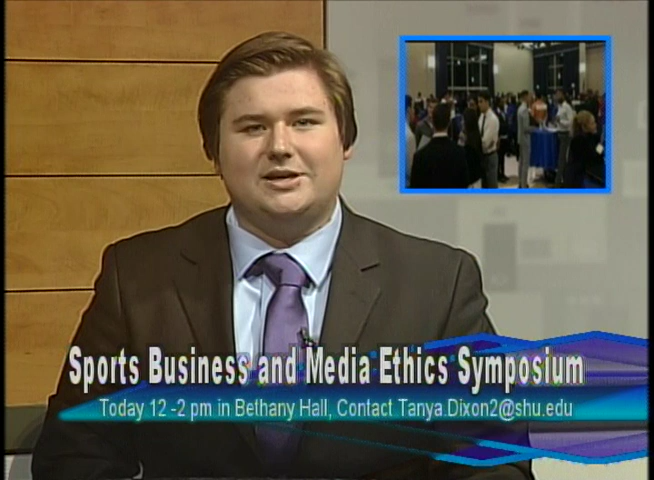 Sports Business and Media Ethics Symposium
Today 12 -2 pm in Bethany Hall, Contact Tanya.Dixon2@shu.edu